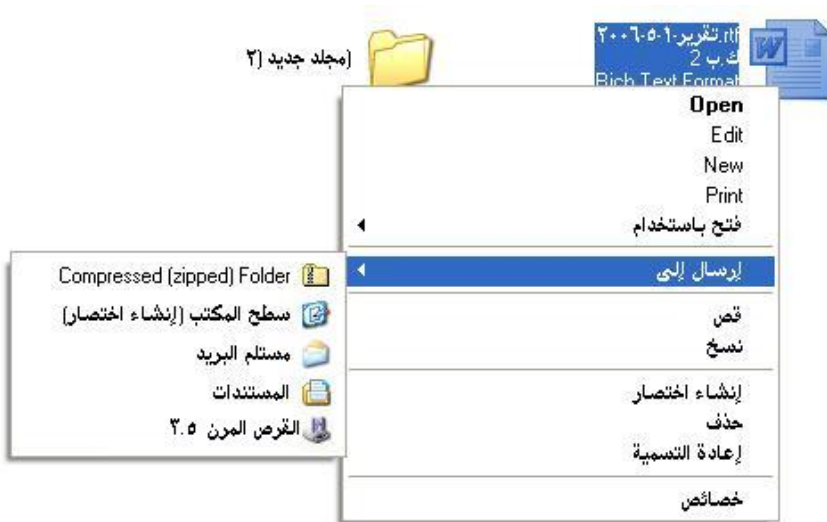 تقرير-١-٥-٢٠٠٦.rtf
2 ك.ب
Rich Text Format
مجلد جديد (٢)
Open
Edit
New
Print
فتح باستخدام
إرسال إلى
قص
نسخ
إنشاء اختصار
حذف
إعادة التسمية
خصائص
Compressed (zipped) Folder
سطح المكتب (إنشاء اختصار)
مستلم البريد
المستندات
القرص المرن ٣.٥